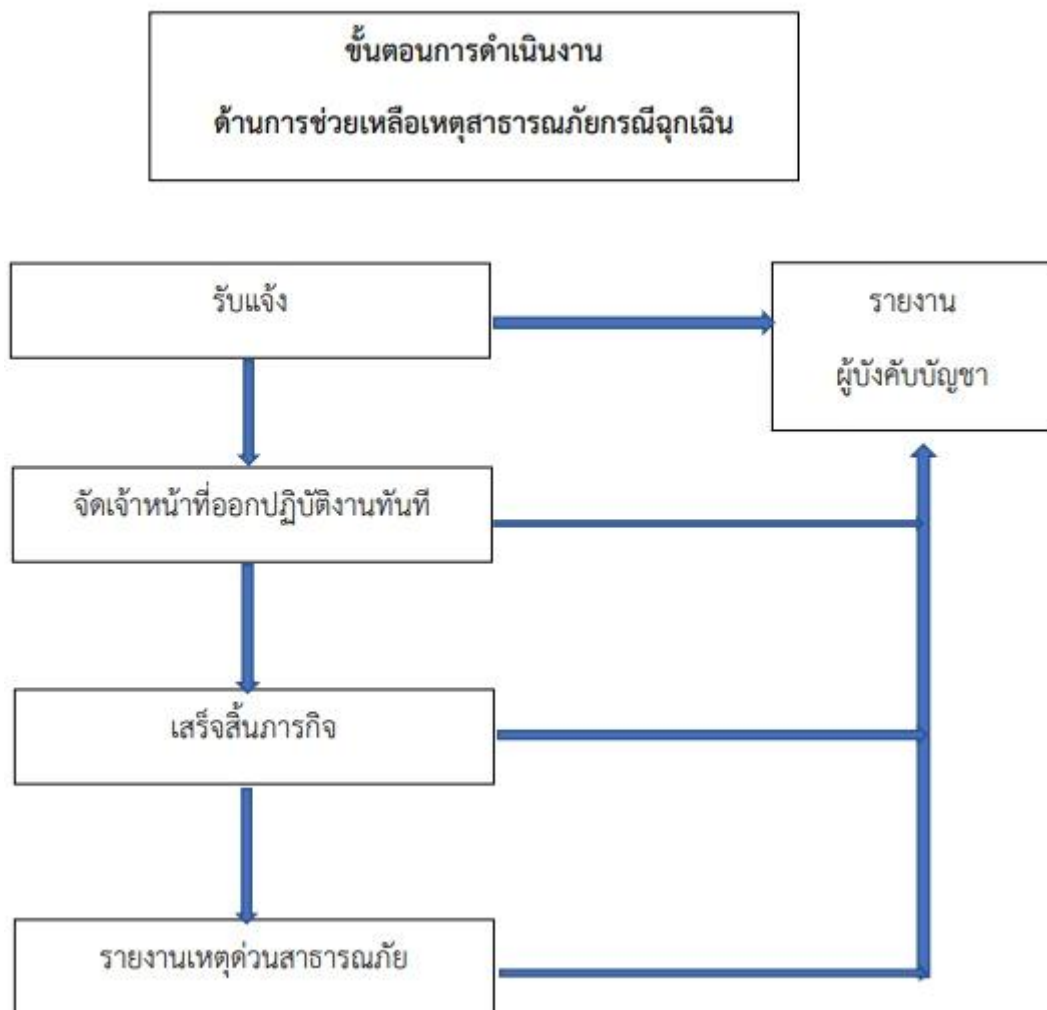 ขั้นตอนการดำเนินงาน
ด้านการช่วยเหลือเหตุสาธารณภัยกรณีฉุกเฉิน
รับแจ้ง
รายงาน
ผู้บังคับบัญชา
จัดเจ้าหน้าที่ออกปฏิบัติงานทันที
เสร็จสิ้นภารกิจ
รายงานเหตุด่วนสาธารณภัย